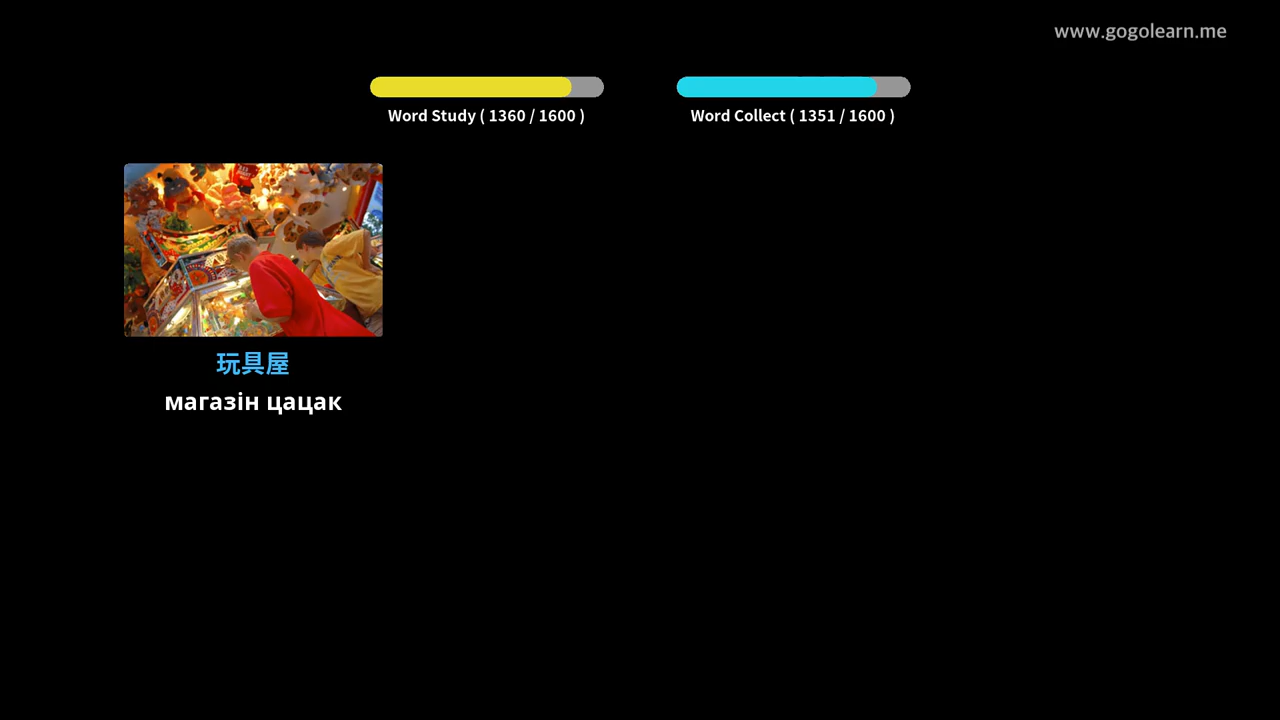 www.gogolearn.me
Word Study ( 1360 / 1600 )
Word Collect ( 1351 / 1600 )
玩具屋
магазін цацак